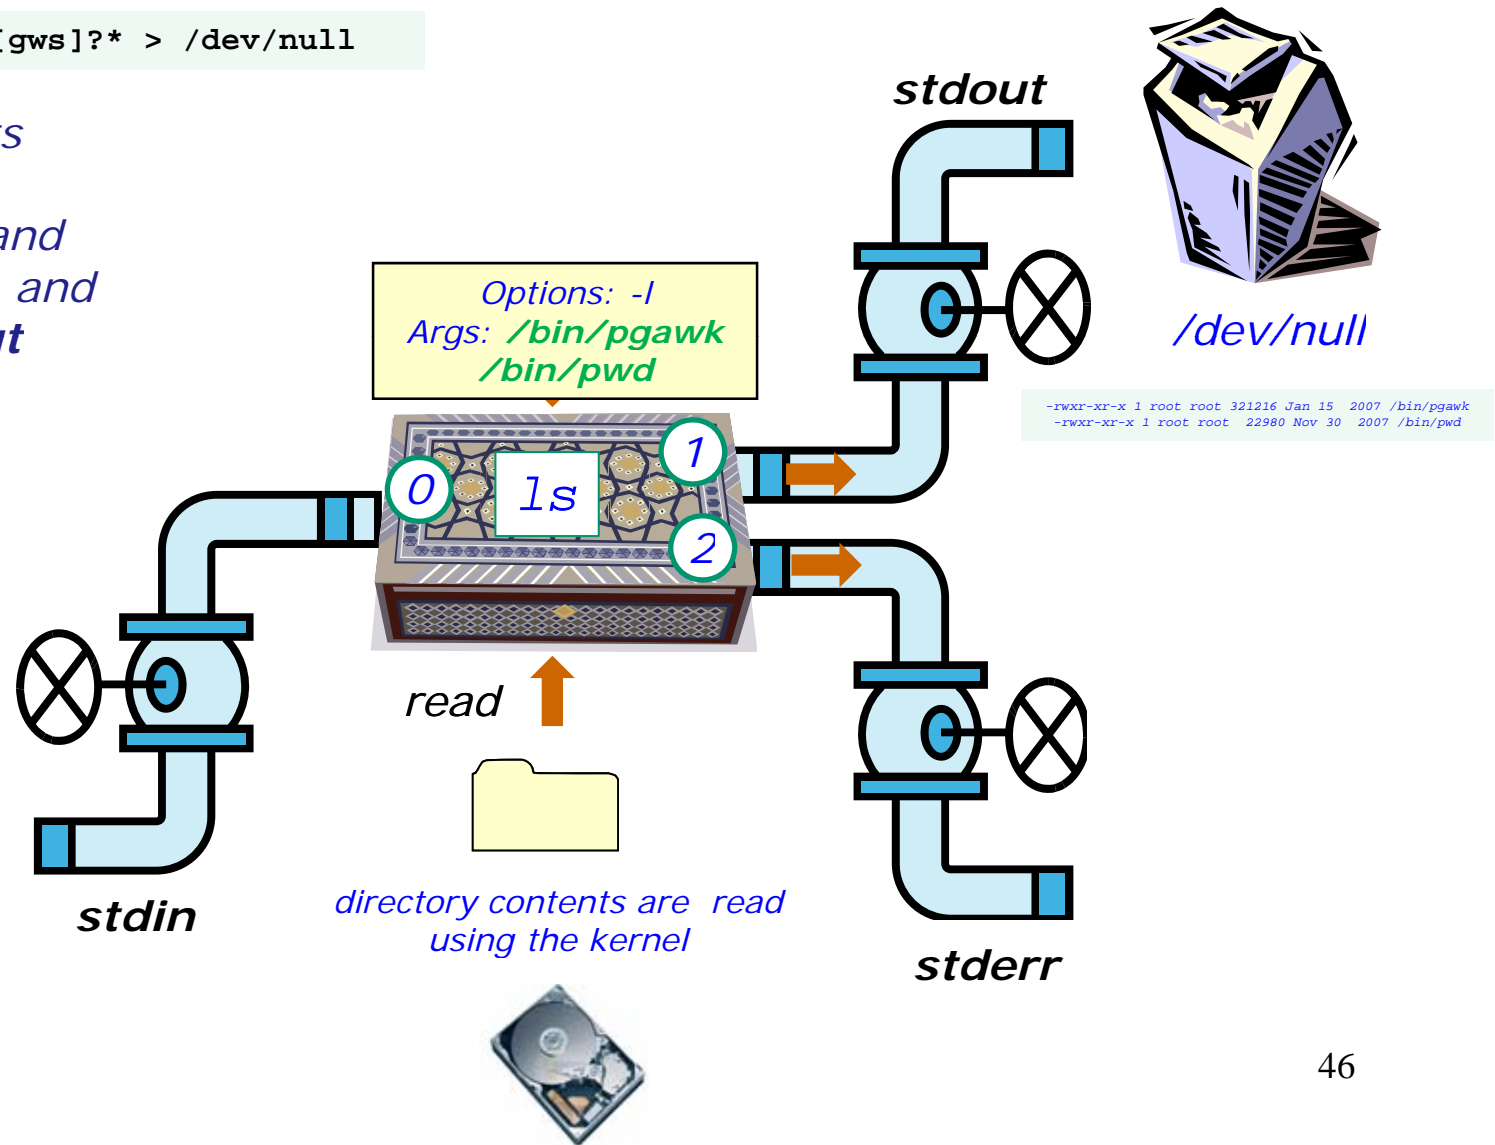 [gws]?* > /dev/null
and
and
stdout
Options: -l
Args: /bin/pgawk
/bin/pwd
/dev/null
-rwxr-xr-x 1 root root 321216 Jan 15  2007 /bin/pgawk
-rwxr-xr-x 1 root root  22980 Nov 30  2007 /bin/pwd
0
ls
1
2
read
directory contents are  read
using the kernel
stdin
stderr
46